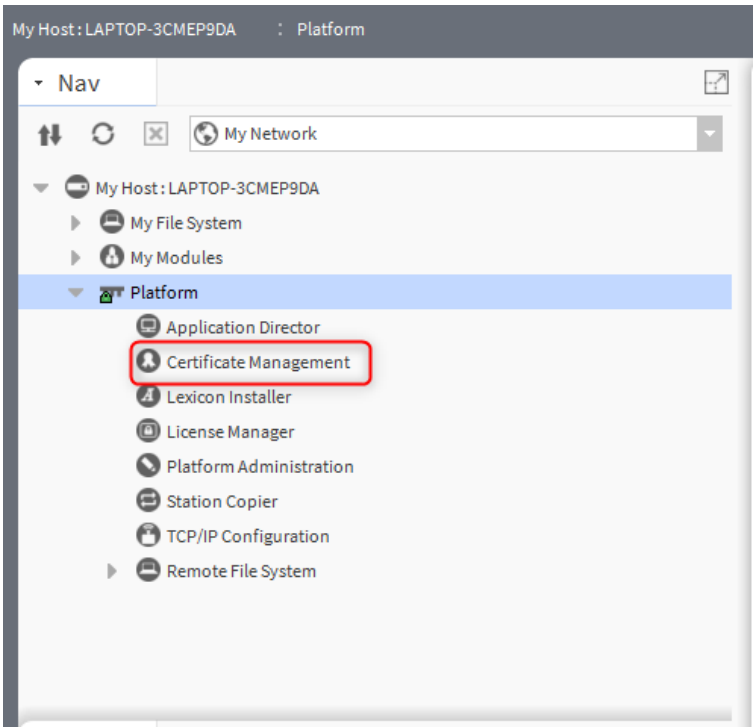 My Host : LAPTOP-3CMEP9DA : Platform
Nav
My Network
My Host : LAPTOP-3CMEP9DA
My File System
My Modules
Platform
Application Director
Certificate Management
Lexicon Installer
License Manager
Platform Administration
Station Copier
TCP/IP Configuration
Remote File System